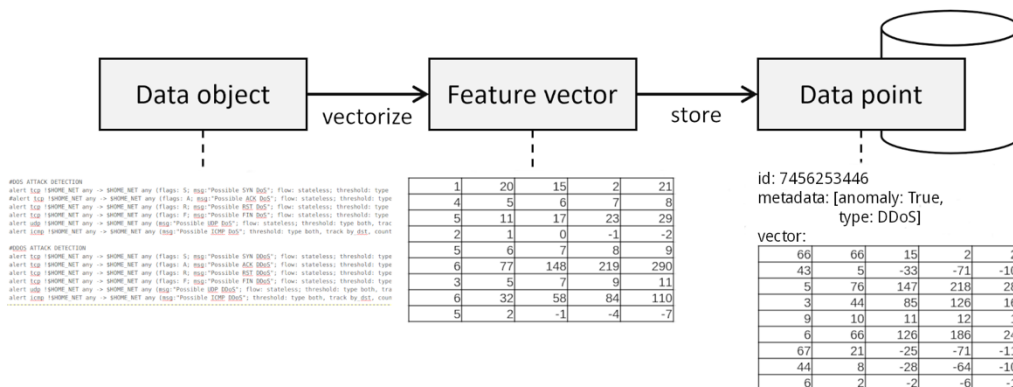 Data object
vectorize
Feature vector
store
Data point
#DOS ATTACK DETECTION
alert tcp !$HOME_NET any -> $HOME_NET any (flags: S; msg:"Possible SYN DoS"; flow: stateless; threshold: type
#alert tcp !$HOME_NET any -> $HOME_NET any (flags: A; msg:"Possible ACK DoS"; flow: stateless; threshold: type
alert tcp !$HOME_NET any -> $HOME_NET any (flags: R; msg:"Possible RST DoS"; flow: stateless; threshold: type
alert tcp !$HOME_NET any -> $HOME_NET any (flags: F; msg:"Possible FIN DoS"; flow: stateless; threshold: type
alert udp !$HOME_NET any -> $HOME_NET any (msg:"Possible UDP DoS"; flow: stateless; threshold: type both, trac
alert icmp !$HOME_NET any -> $HOME_NET any (msg:"Possible ICMP DoS"; threshold: type both, track by_dst, count
#DDOS ATTACK DETECTION
alert tcp !$HOME_NET any -> $HOME_NET any (flags: S; msg:"Possible SYN DDoS"; flow: stateless; threshold: type
alert tcp !$HOME_NET any -> $HOME_NET any (flags: A; msg:"Possible ACK DDoS"; flow: stateless; threshold: type
alert tcp !$HOME_NET any -> $HOME_NET any (flags: R; msg:"Possible RST DDoS"; flow: stateless; threshold: type
alert tcp !$HOME_NET any -> $HOME_NET any (flags: F; msg:"Possible FIN DDoS"; flow: stateless; threshold: type
alert udp !$HOME_NET any -> $HOME_NET any (msg:"Possible UDP DDoS"; flow: stateless; threshold: type both, tra
alert icmp !$HOME_NET any -> $HOME_NET any (msg:"Possible ICMP DDoS"; threshold: type both, track by_dst, coun
1 20 15 2 21
4 5 6 7 8
5 11 17 23 29
2 1 0 -1 -2
5 6 7 8 9
6 77 148 219 290
3 5 7 9 11
6 32 58 84 110
5 2 -1 -4 -7
id: 7456253446
metadata: [anomaly: True,
type: DDoS]
vector:
66 66 15 2
43 5 -33 -71 -10
5 76 147 218 28
3 44 85 126 16
9 10 11 12 1
6 66 126 186 24
67 21 -25 -71 -11
44 8 -28 -64 -10
6 2 -2 -6